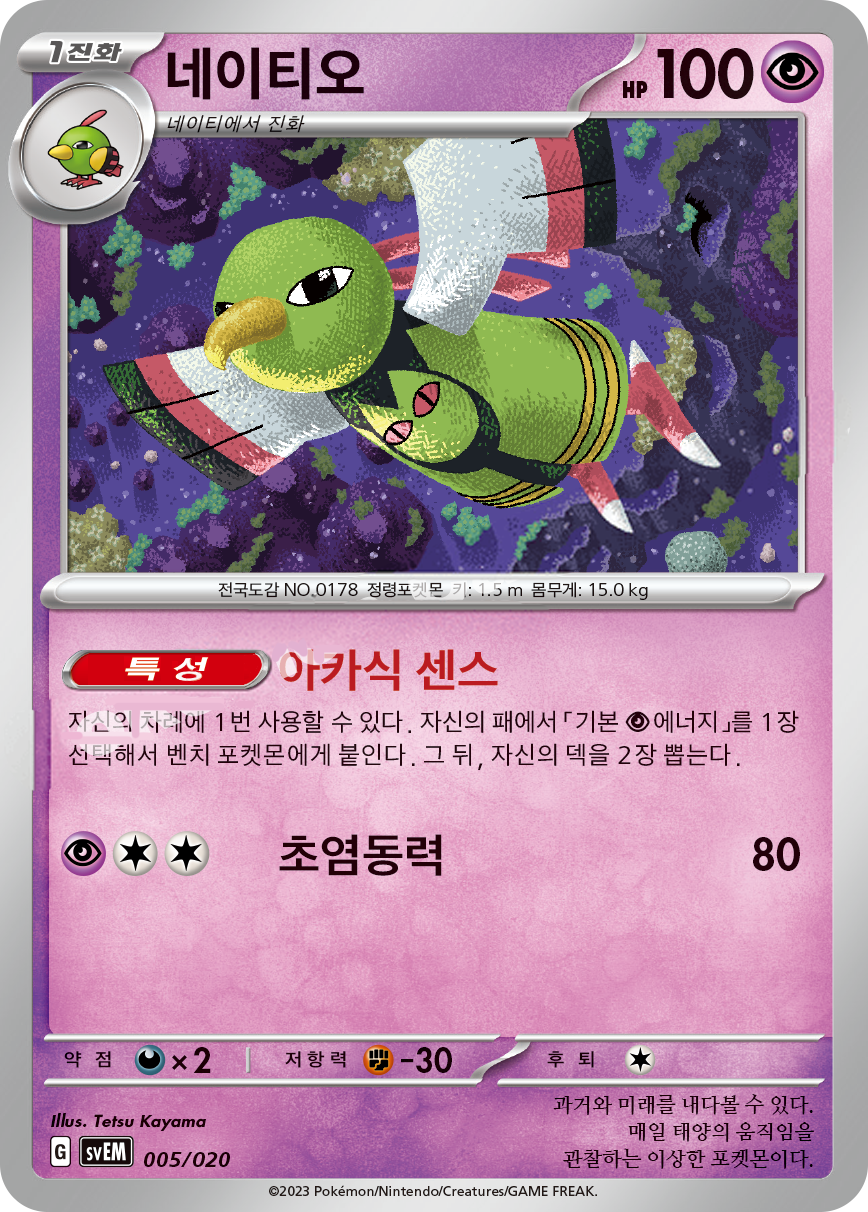 1진화
네이티오
HP 100
네이티에서 진화
전국도감 NO.0178 정령포켓몬 키: 1.5 m 몸무게: 15.0 kg
특성 아카식 센스
자신의 차례에 1번 사용할 수 있다. 자신의 패에서 「기본 에너지」를 1장
선택해서 벤치 포켓몬에게 붙인다. 그 뒤, 자신의 덱을 2장 뽑는다.
초염동력 80
약점 ×2 저항력 -30 후퇴
과거와 미래를 내다볼 수 있다.
매일 태양의 움직임을
관찰하는 이상한 포켓몬이다.
Illus. Tetsu Kayama
G svEM 005/020
©2023 Pokémon/Nintendo/Creatures/GAME FREAK.